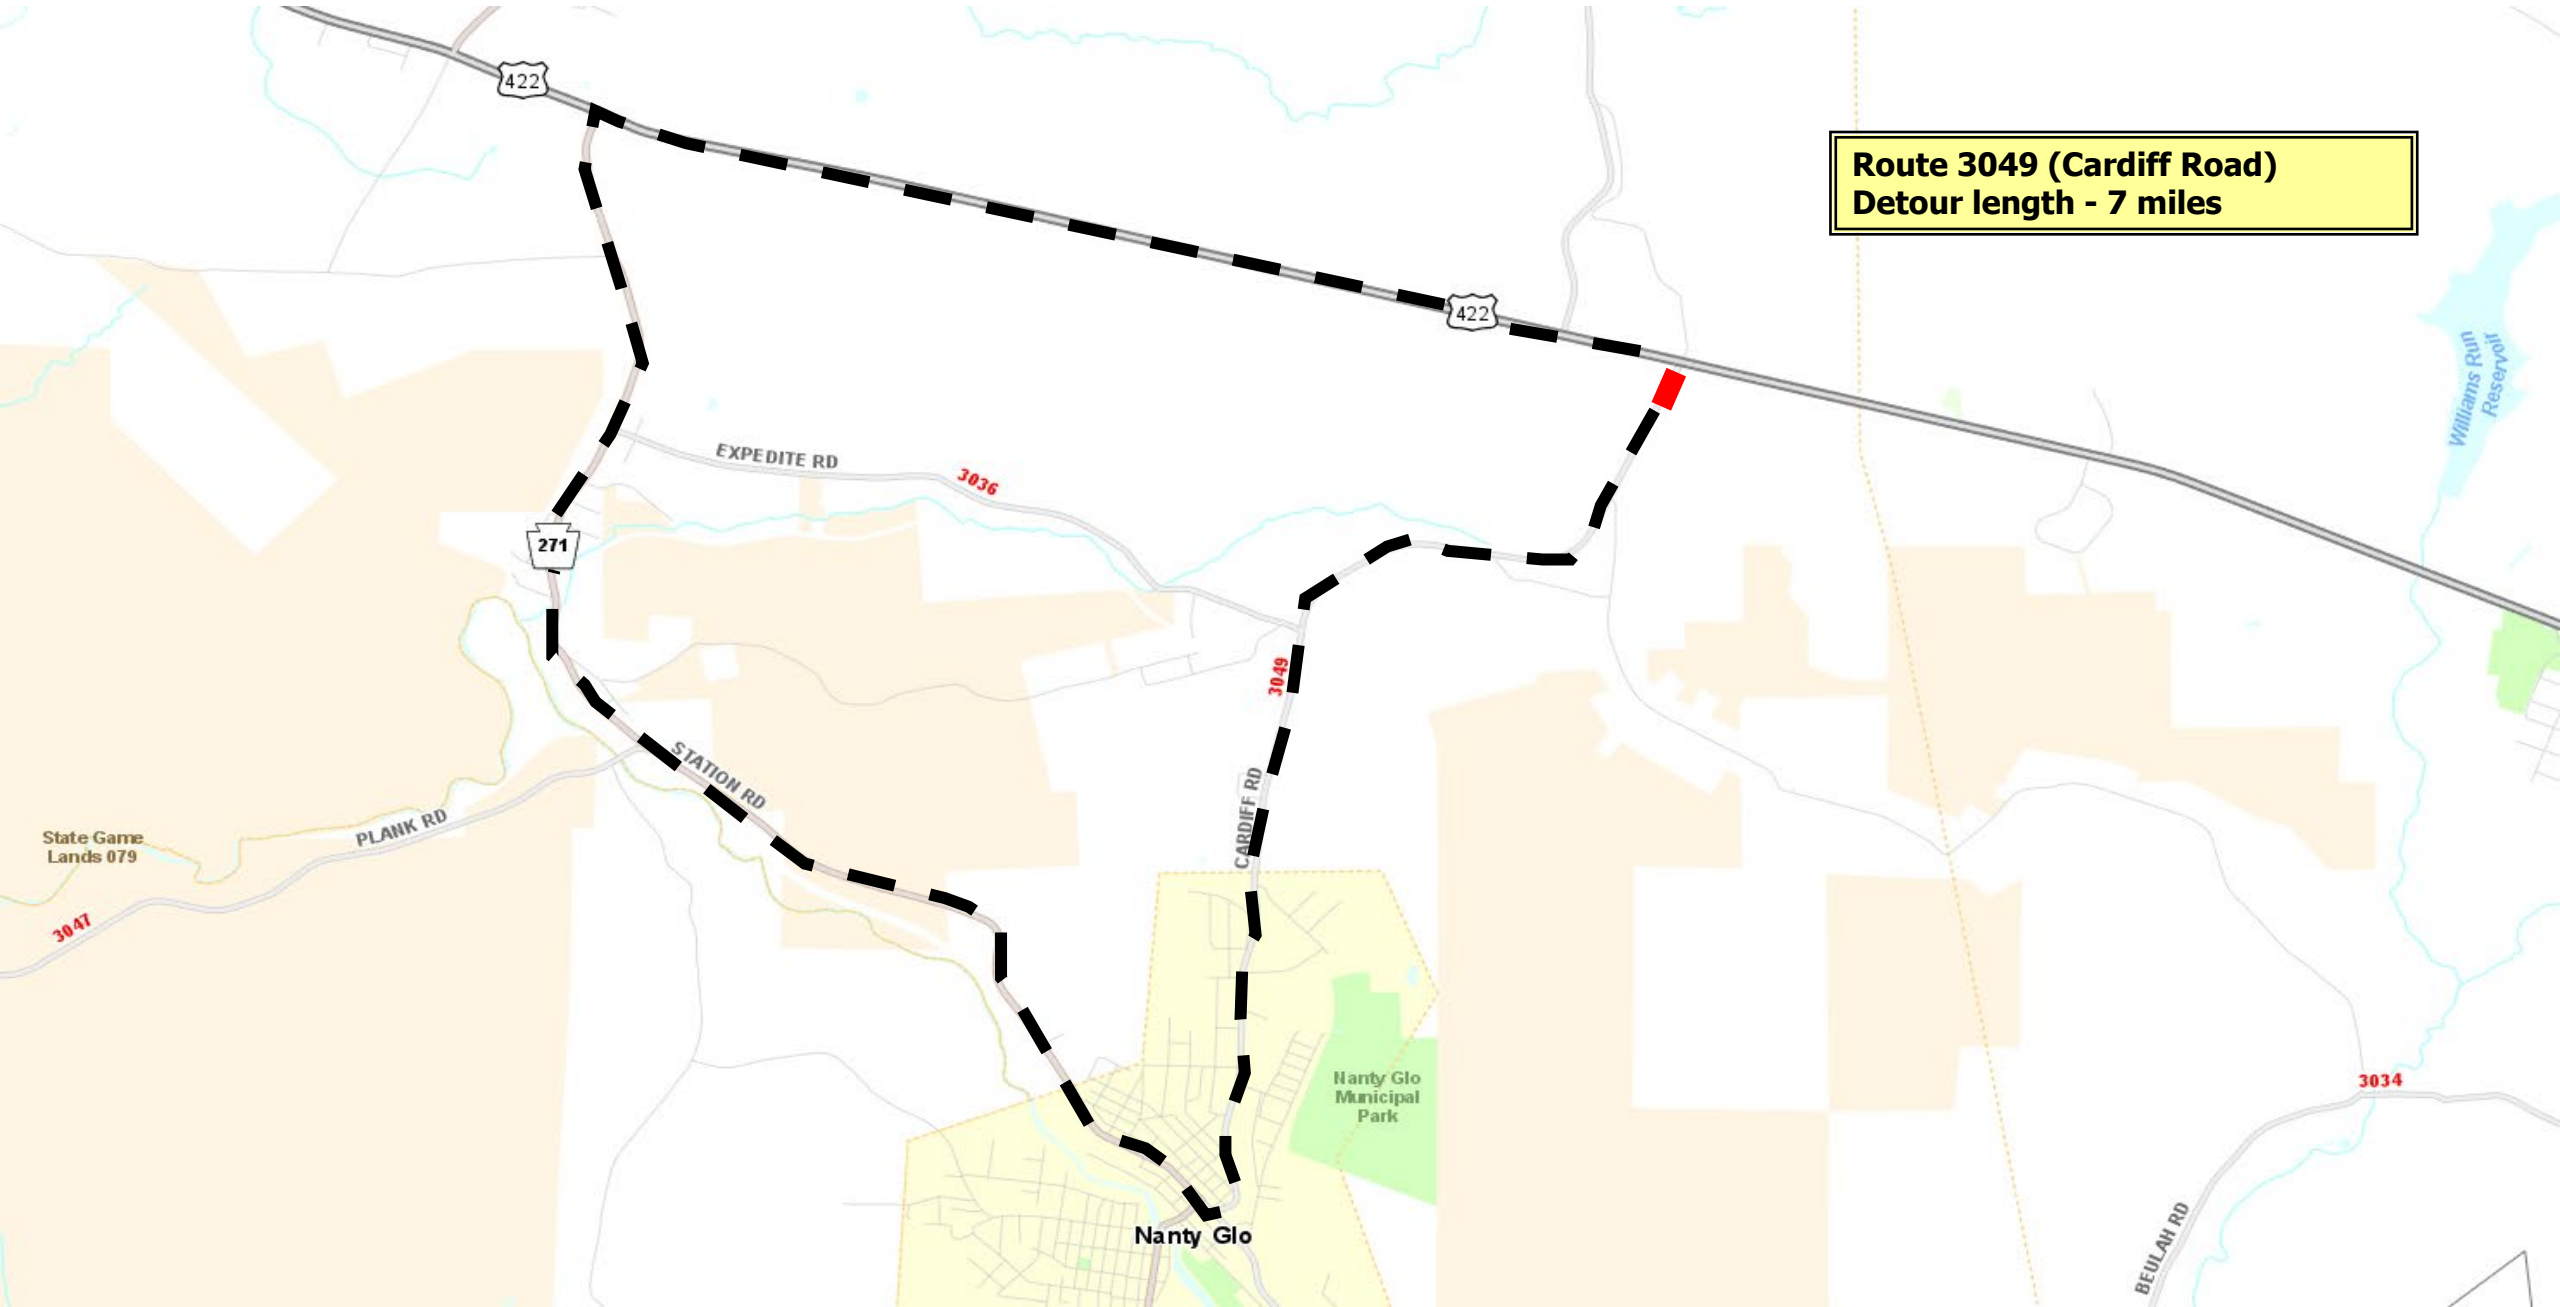 422
Route 3049 (Cardiff Road)
Detour length - 7 miles
422
Williams Run
Reservoir
EXPEDITE RD
3036
271
3049
STATION RD
CARDIFF RD
PLANK RD
State Game
Lands 079
3047
Nanty Glo
Municipal
Park
3034
Nanty Glo
BEULAH RD